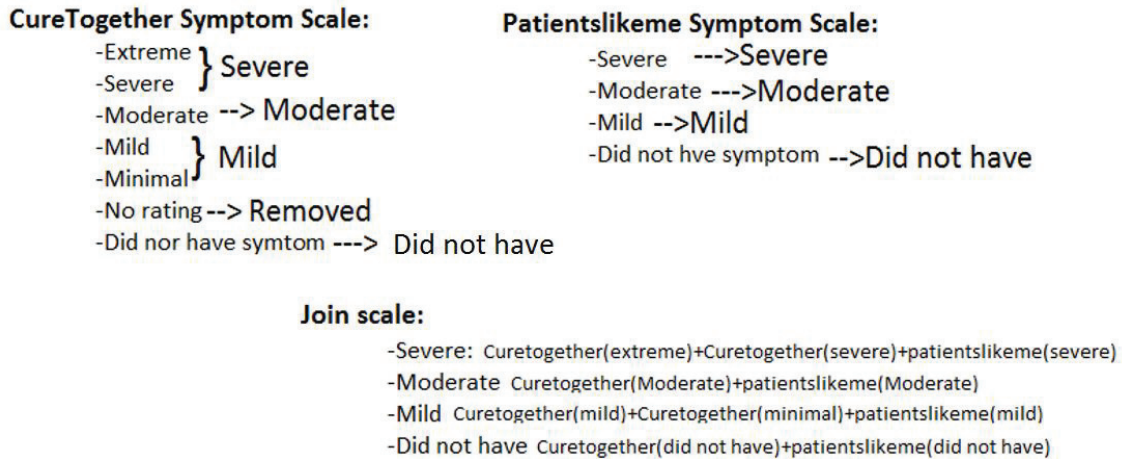 CureTogether Symptom Scale:
-Extreme
-Severe
} Severe
-Moderate --> Moderate
-Mild
-Minimal
} Mild
-No rating --> Removed
-Did nor have symtom ---> Did not have
Patientslikeme Symptom Scale:
-Severe --->Severe
-Moderate --->Moderate
-Mild -->Mild
-Did not hve symptom -->Did not have
Join scale:
-Severe: Curetogether(extreme)+Curetogether(severe)+patientslikeme(severe)
-Moderate Curetogether(Moderate)+patientslikeme(Moderate)
-Mild Curetogether(mild)+Curetogether(minimal)+patientslikeme(mild)
-Did not have Curetogether(did not have)+patientslikeme(did not have)